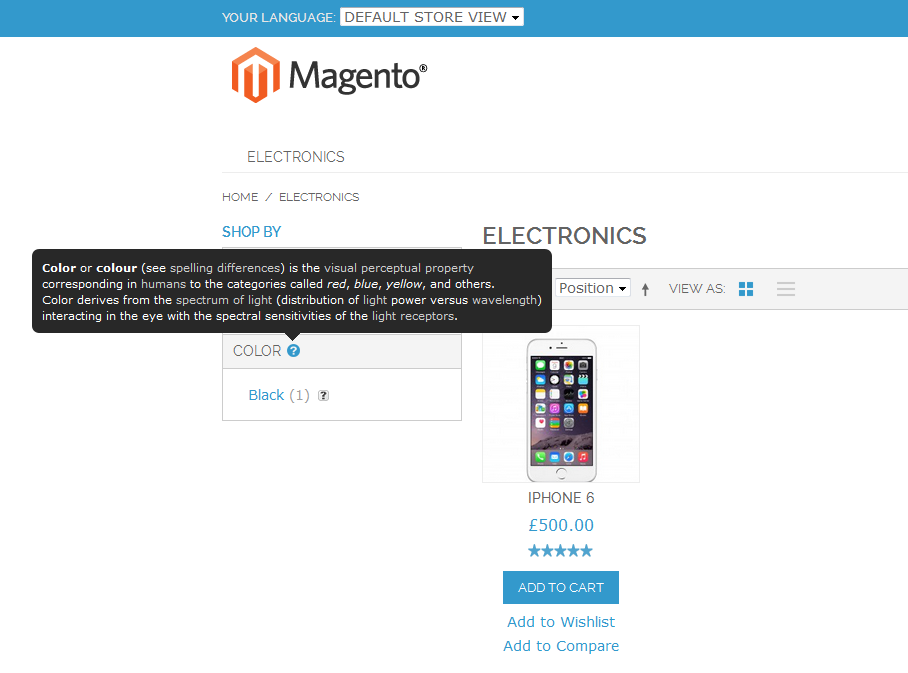 YOUR LANGUAGE: DEFAULT STORE VIEW
Magento®
ELECTRONICS
HOME / ELECTRONICS
SHOP BY
ELECTRONICS
Color or colour (see spelling differences) is the visual perceptual property
corresponding in humans to the categories called red, blue, yellow, and others.
Color derives from the spectrum of light (distribution of light power versus wavelength)
interacting in the eye with the spectral sensitivities of the light receptors.
Position VIEW AS:
COLOR ?
Black (1) ?
IPHONE 6
£500.00
ADD TO CART
Add to Wishlist
Add to Compare